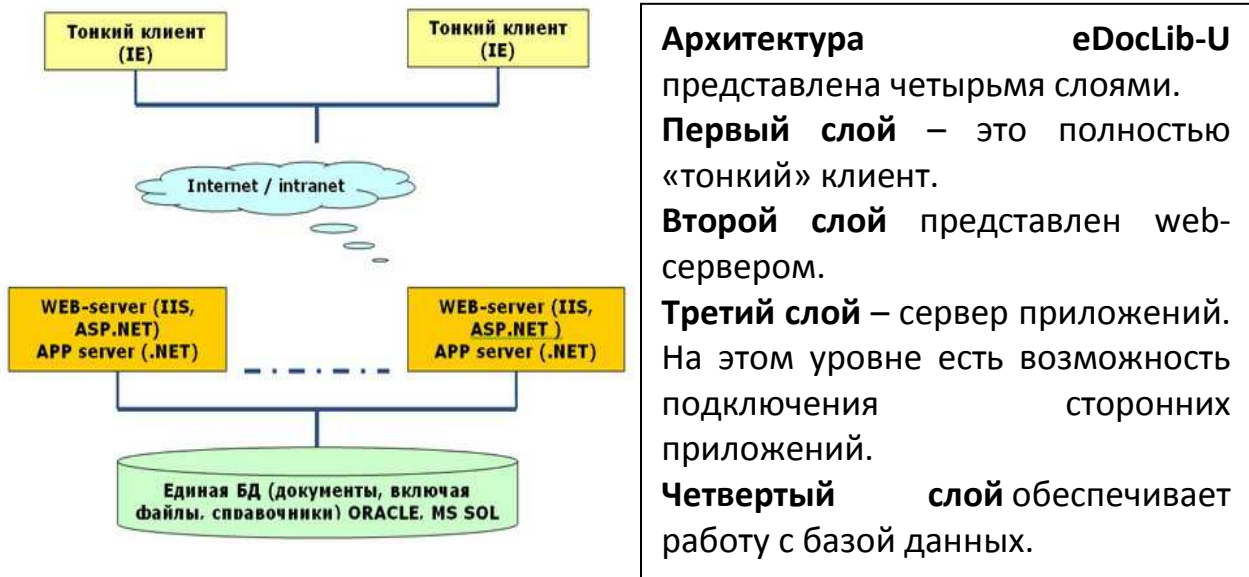 Тонкий клиент
(IE)
Тонкий клиент
(IE)
Internet / intranet
WEB-server (IIS,
ASP.NET)
APP server (.NET)
WEB-server (IIS,
ASP.NET )
APP server (.NET)
Единая БД (документы, включая
файлы, справочники) ORACLE, MS SQL
Архитектура eDocLib-U
представлена четырьмя слоями.
Первый слой – это полностью
«тонкий» клиент.
Второй слой представлен web-
сервером.
Третий слой – сервер приложений.
На этом уровне есть возможность
подключения сторонних
приложений.
Четвертый слой обеспечивает
работу с базой данных.